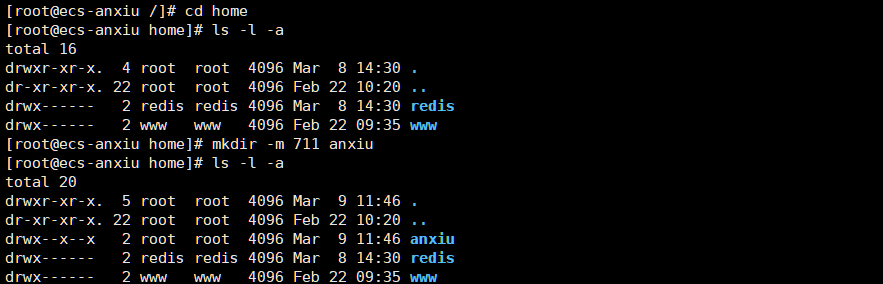 [root@ecs-anxiu /]# cd home
[root@ecs-anxiu home]# ls -l -a
total 16
drwxr-xr-x.  4 root  root  4096 Mar  8 14:30 .
dr-xr-xr-x. 22 root  root  4096 Feb 22 10:20 ..
drwx------   2 redis redis 4096 Mar  8 14:30 redis
drwx------   2 www   www   4096 Feb 22 09:35 www
[root@ecs-anxiu home]# mkdir -m 711 anxiu
[root@ecs-anxiu home]# ls -l -a
total 20
drwxr-xr-x.  5 root  root  4096 Mar  9 11:46 .
dr-xr-xr-x. 22 root  root  4096 Feb 22 10:20 ..
drwx--x--x   2 root  root  4096 Mar  9 11:46 anxiu
drwx------   2 redis redis 4096 Mar  8 14:30 redis
drwx------   2 www   www   4096 Feb 22 09:35 www